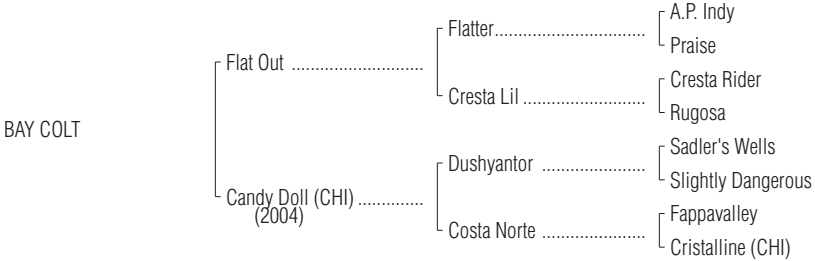 A.P. Indy
Flatter................................
Praise
Flat Out ............................
Cresta Rider
Cresta Lil ..........................
Rugosa
BAY COLT
Sadler's Wells
Dushyantor ......................
Slightly Dangerous
Candy Doll (CHI) ..............
(2004)
Fappavalley
Costa Norte ......................
Cristalline (CHI)